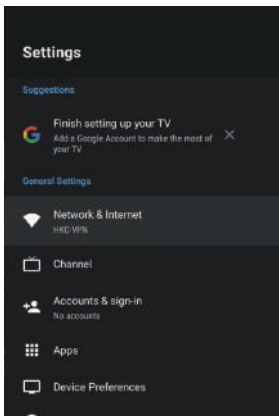 Settings
Suggestions
Finish setting up your TV
Add a Google Account to make the most of
your TV
General Settings
Network & Internet
HKC-VPN
Channel
Accounts & sign-in
No accounts
Apps
Device Preferences